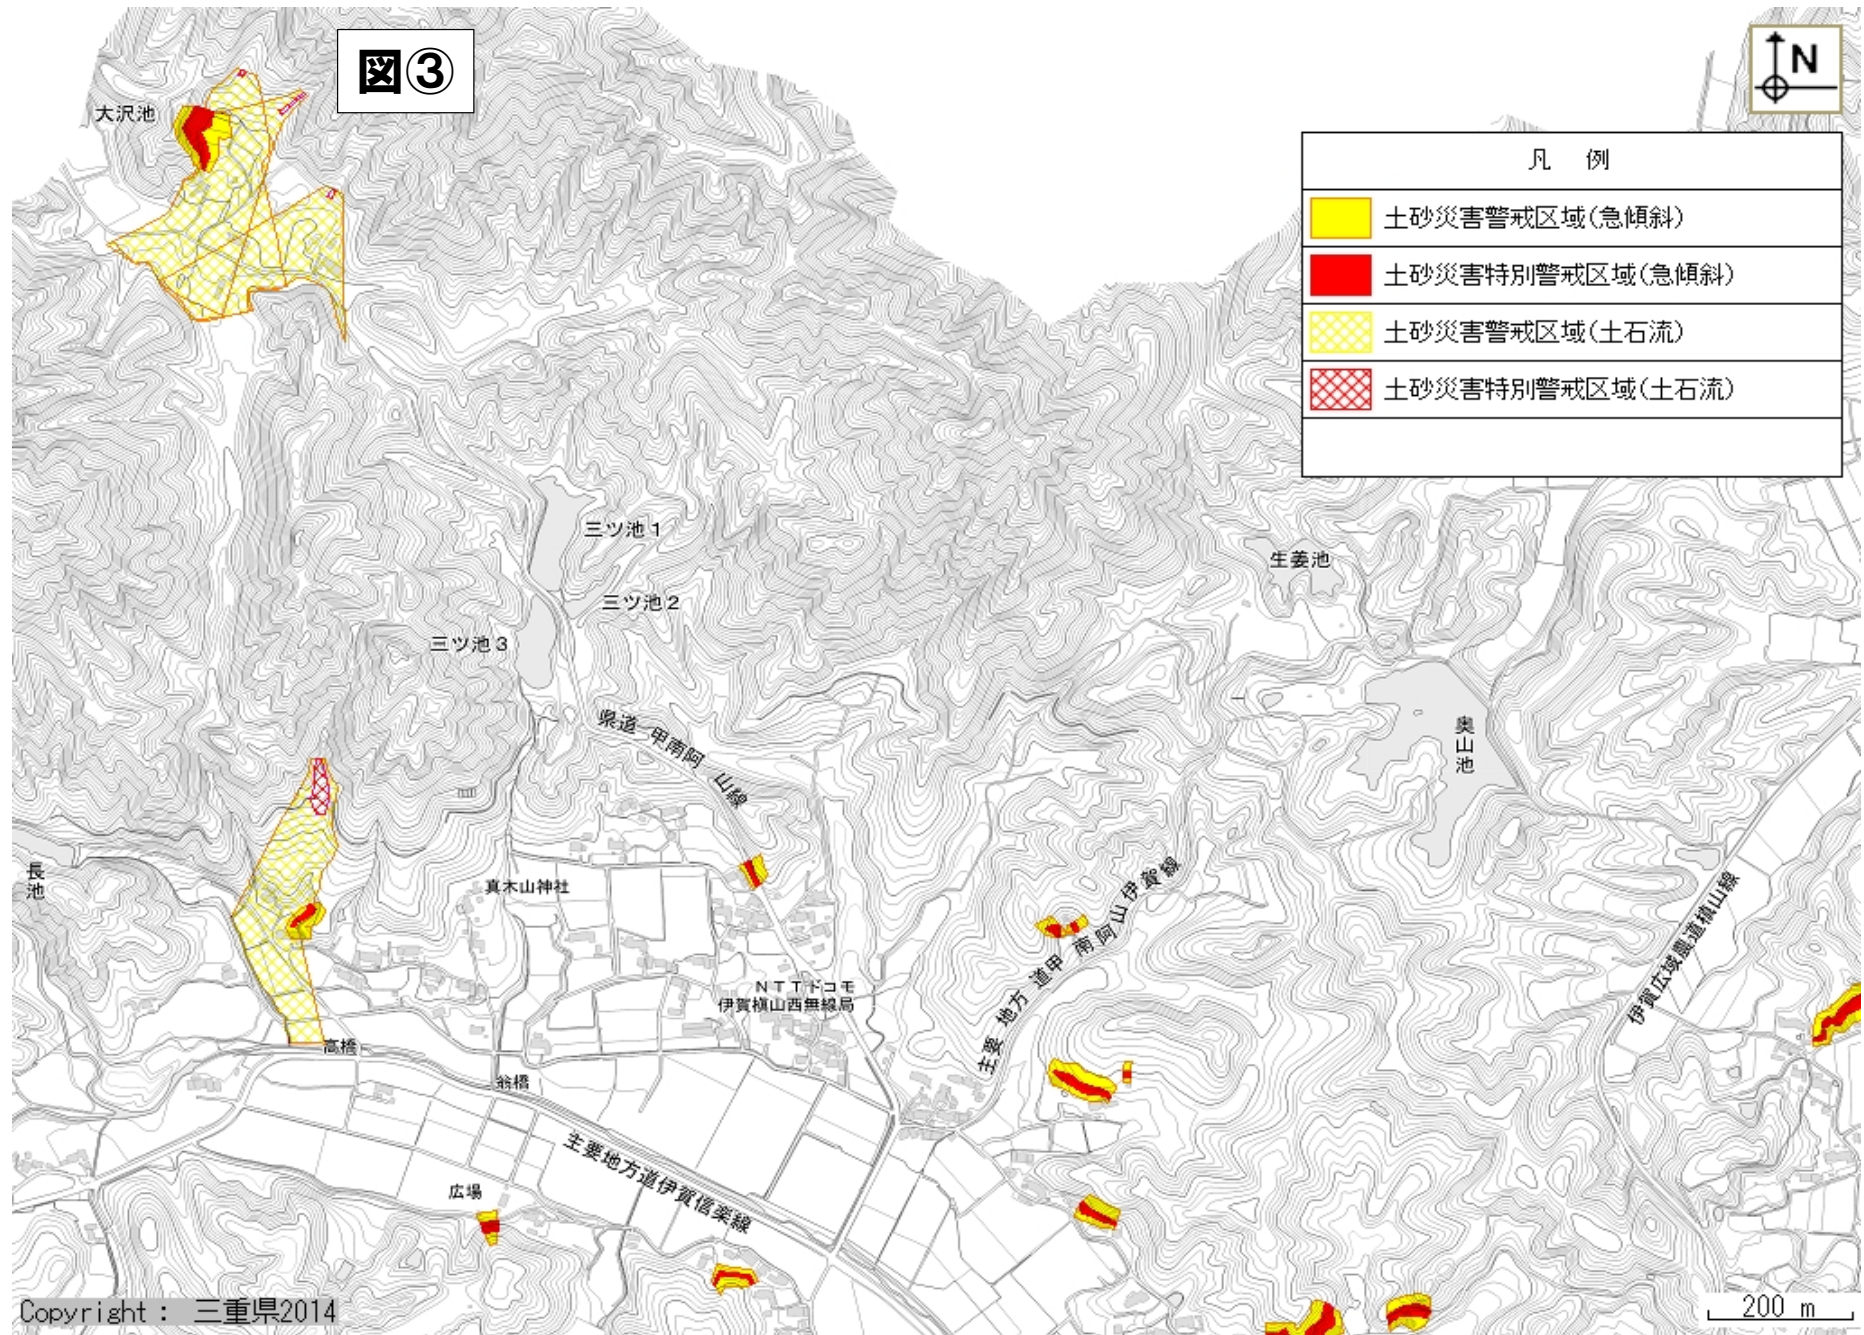 図③
N
大沢池
凡 例
土砂災害警戒区域(急傾斜)
土砂災害特別警戒区域(急傾斜)
土砂災害警戒区域(土石流)
土砂災害特別警戒区域(土石流)
三ツ池1
生姜池
三ツ池2
三ツ池3
県道 甲南阿 山線
奥山池
長池
真木山神社
主要 地方 道甲 南阿山伊賀線
伊賀広域農道槙山線
NTTドコモ
伊賀槇山西無線局
高橋
翁橋
主要地方道伊賀信楽線
広場
Copyright : 三重県2014
200 m